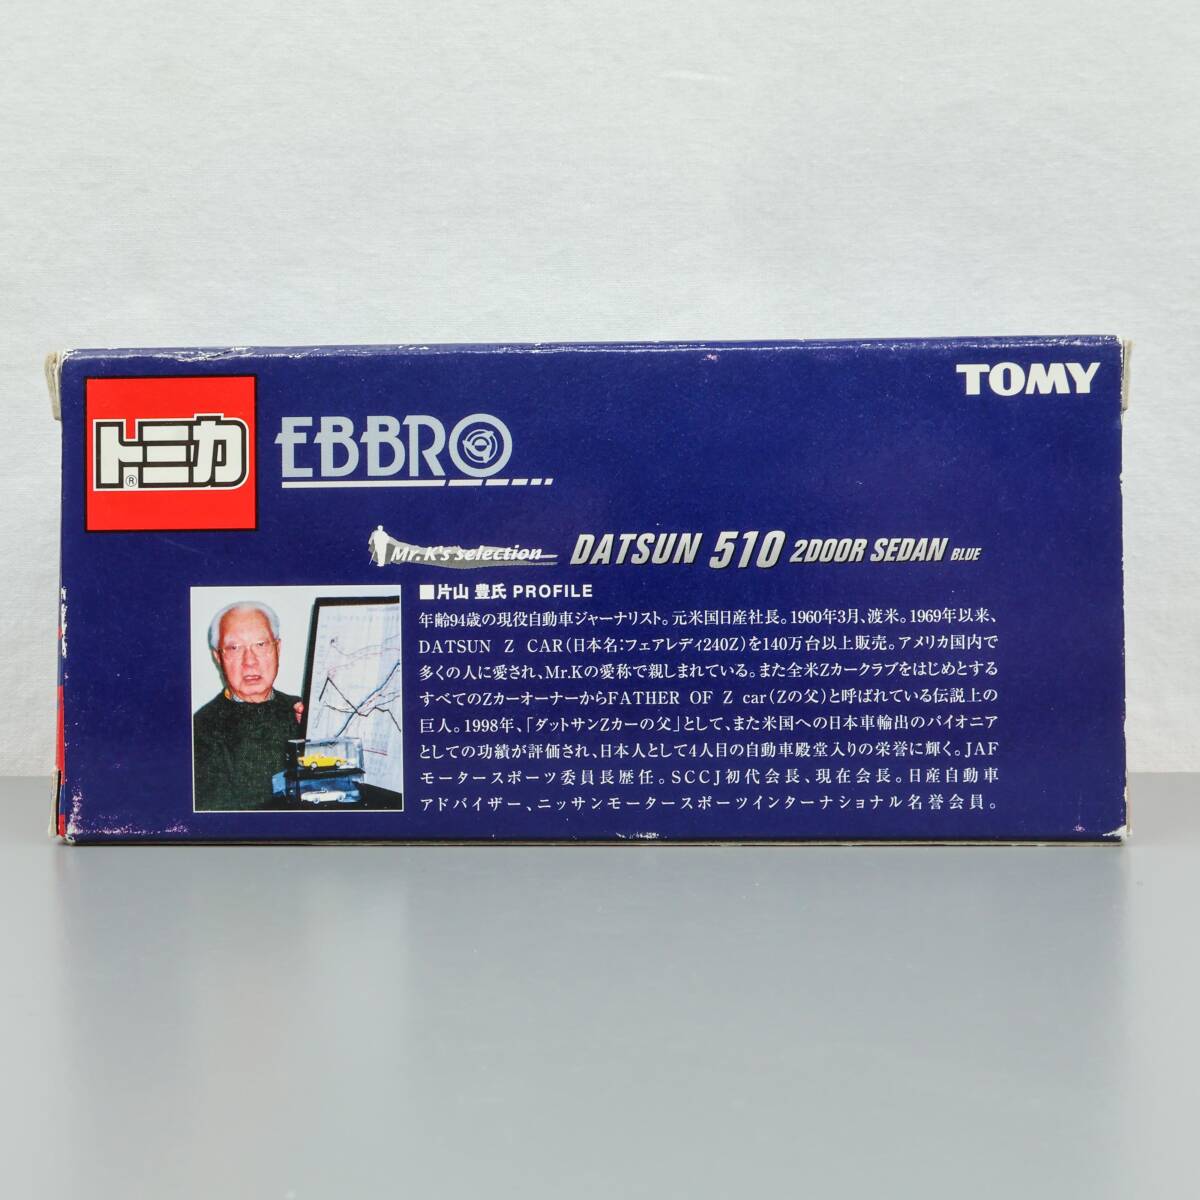 トミカ®
EBBRO
TOMY
Mr. K's selection DATSUN 510 2DOOR SEDAN BLUE
■片山 豊氏 PROFILE
年齢94歳の現役自動車ジャーナリスト。元米国日産社長。1960年3月、渡米。1969年以来、
DATSUN Z CAR(日本名:フェアレディ240Z)を140万台以上販売。アメリカ国内で
多くの人に愛され、Mr.Kの愛称で親しまれている。また全米Zカークラブをはじめとする
すべてのZカーオーナーからFATHER OF Z car(Zの父)と呼ばれている伝説上の
巨人。1998年、「ダットサンZカーの父」として、また米国への日本車輸出のパイオニア
としての功績が評価され、日本人として4人目の自動車殿堂入りの栄誉に輝く。JAF
モータースポーツ委員長歴任。SCCJ初代会長、現在会長。日産自動車
アドバイザー、ニッサンモータースポーツインターナショナル名誉会員。